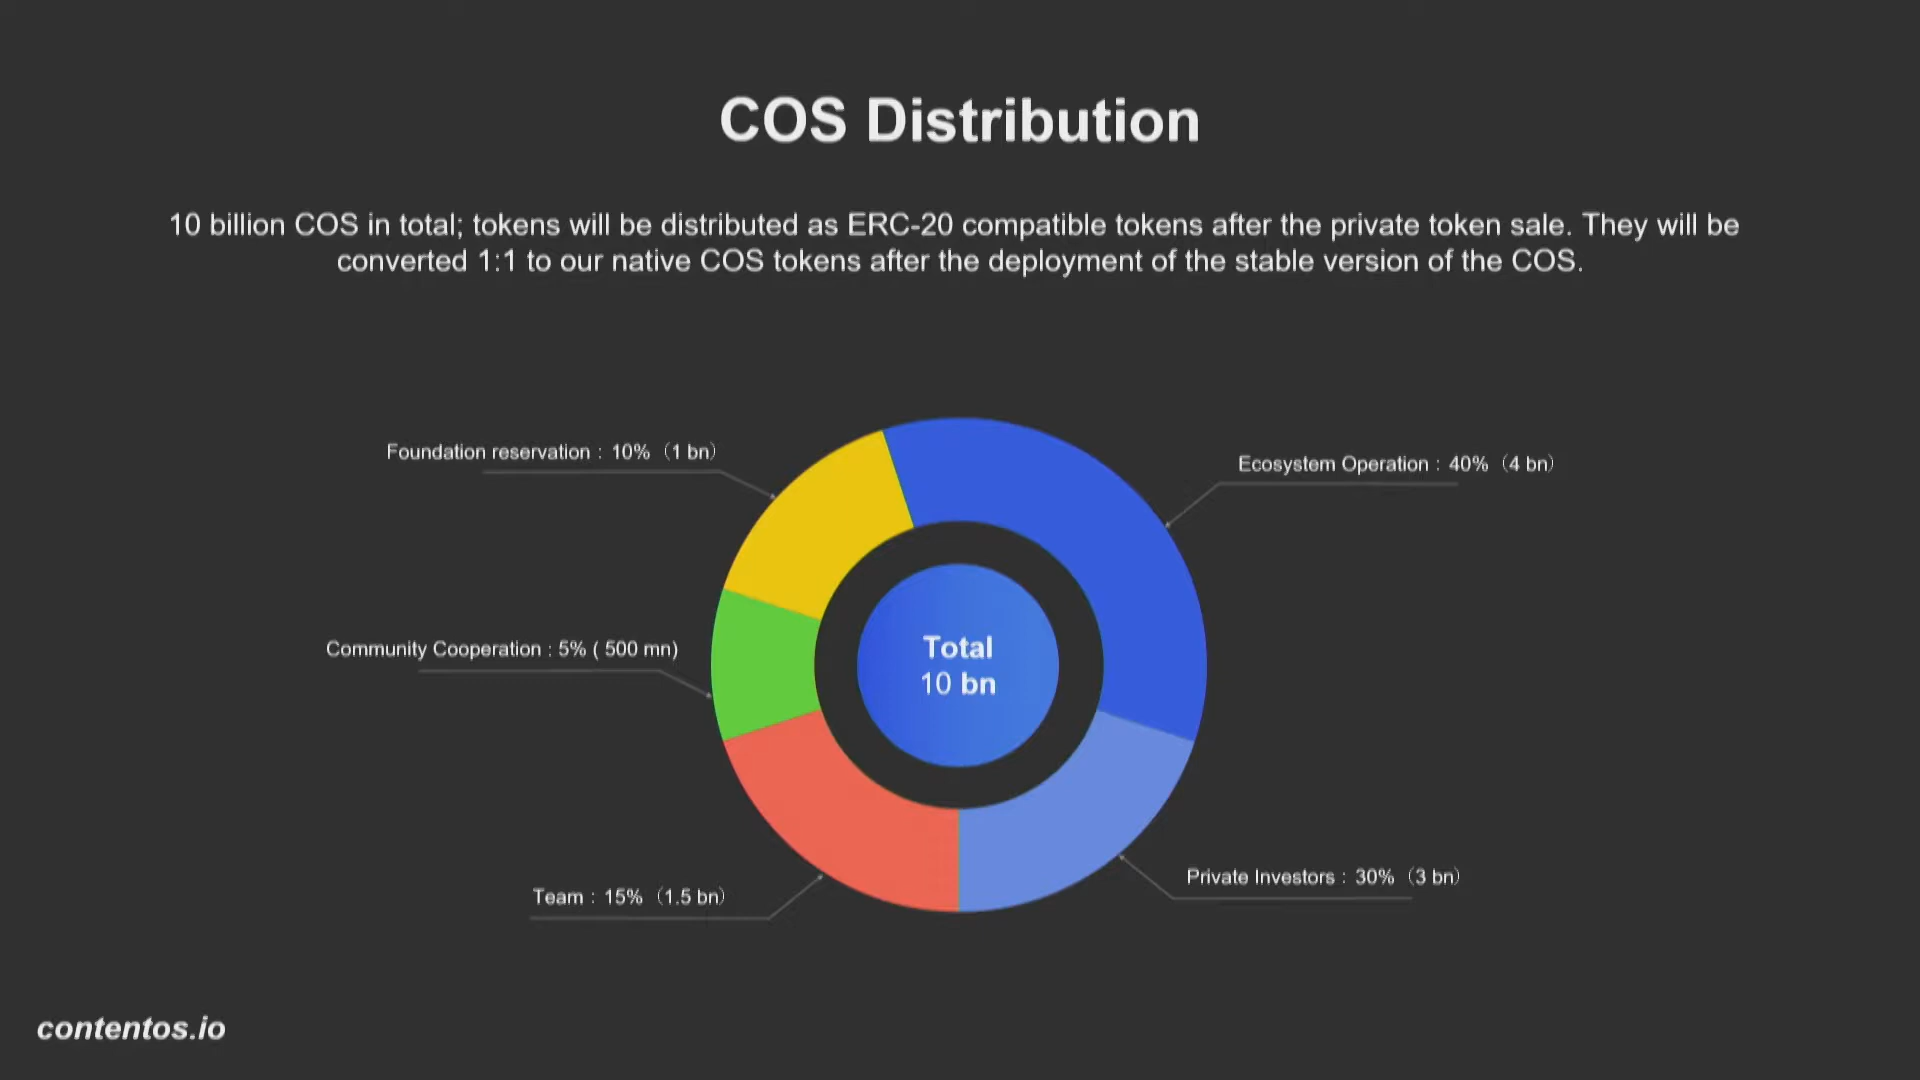 COS Distribution
10 billion COS in total; tokens will be distributed as ERC-20 compatible tokens after the private token sale. They will be
converted 1:1 to our native COS tokens after the deployment of the stable version of the COS.
Foundation reservation：10%（1 bn）
Ecosystem Operation：40%（4 bn）
Community Cooperation : 5% ( 500 mn)
Total
10 bn
Team：15%（1.5 bn）
Private Investors：30%（3 bn）
contentos.io